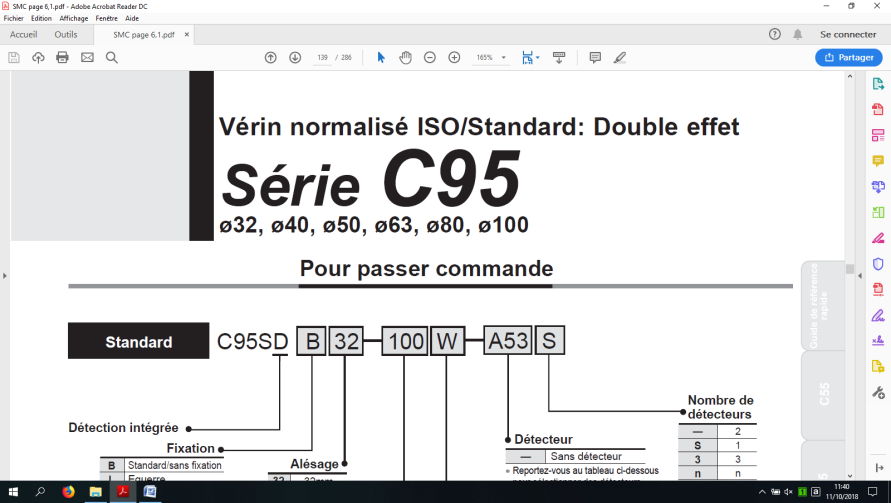 SMC page 6,1.pdf - Adobe Acrobat Reader DC
Fichier Edition Affichage Fenêtre Aide
Accueil Outils SMC page 6,1.pdf × Se connecter
139 / 286 165% Partager
Vérin normalisé ISO/Standard: Double effet
Série C95
ø32, ø40, ø50, ø63, ø80, ø100
Pour passer commande
Guide de référence
rapide
Standard C95SD B 32 — 100 W — A53 S
C55
Nombre de
détecteurs
— 2
S 1
3 3
n n
Détection intégrée
Détecteur
— Sans détecteur
Reportez-vous au tableau ci-dessous
Fixation
B Standard/sans fixation
Alésage
11:40
11/10/2018